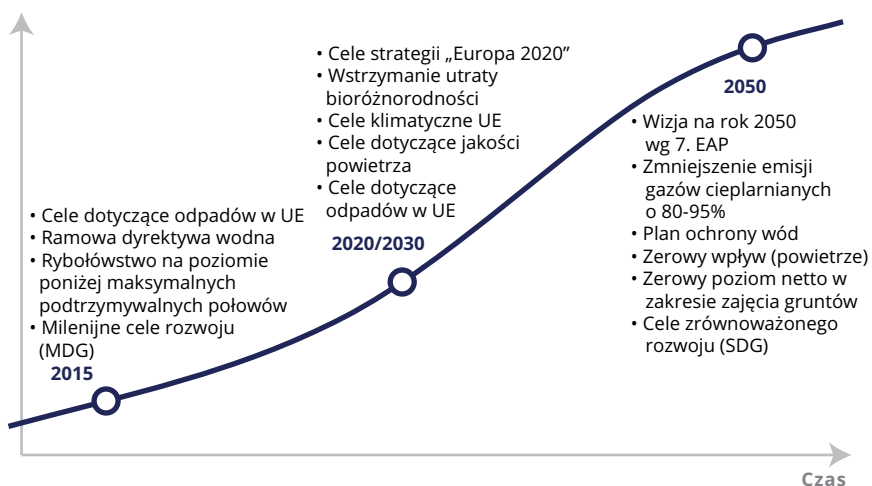 • Cele dotyczące odpadów w UE
• Ramowa dyrektywa wodna
• Rybołówstwo na poziomie
poniżej maksymalnych
podtrzymywalnych połowów
• Milenijne cele rozwoju
(MDG)
2015
• Cele strategii „Europa 2020”
• Wstrzymanie utraty
bioróżnorodności
• Cele klimatyczne UE
• Cele dotyczące jakości
powietrza
• Cele dotyczące
odpadów w UE
2020/2030
2050
• Wizja na rok 2050
wg 7. EAP
• Zmniejszenie emisji
gazów cieplarnianych
o 80-95%
• Plan ochrony wód
• Zerowy wpływ (powietrze)
• Zerowy poziom netto w
zakresie zajęcia gruntów
• Cele zrównoważonego
rozwoju (SDG)
Czas